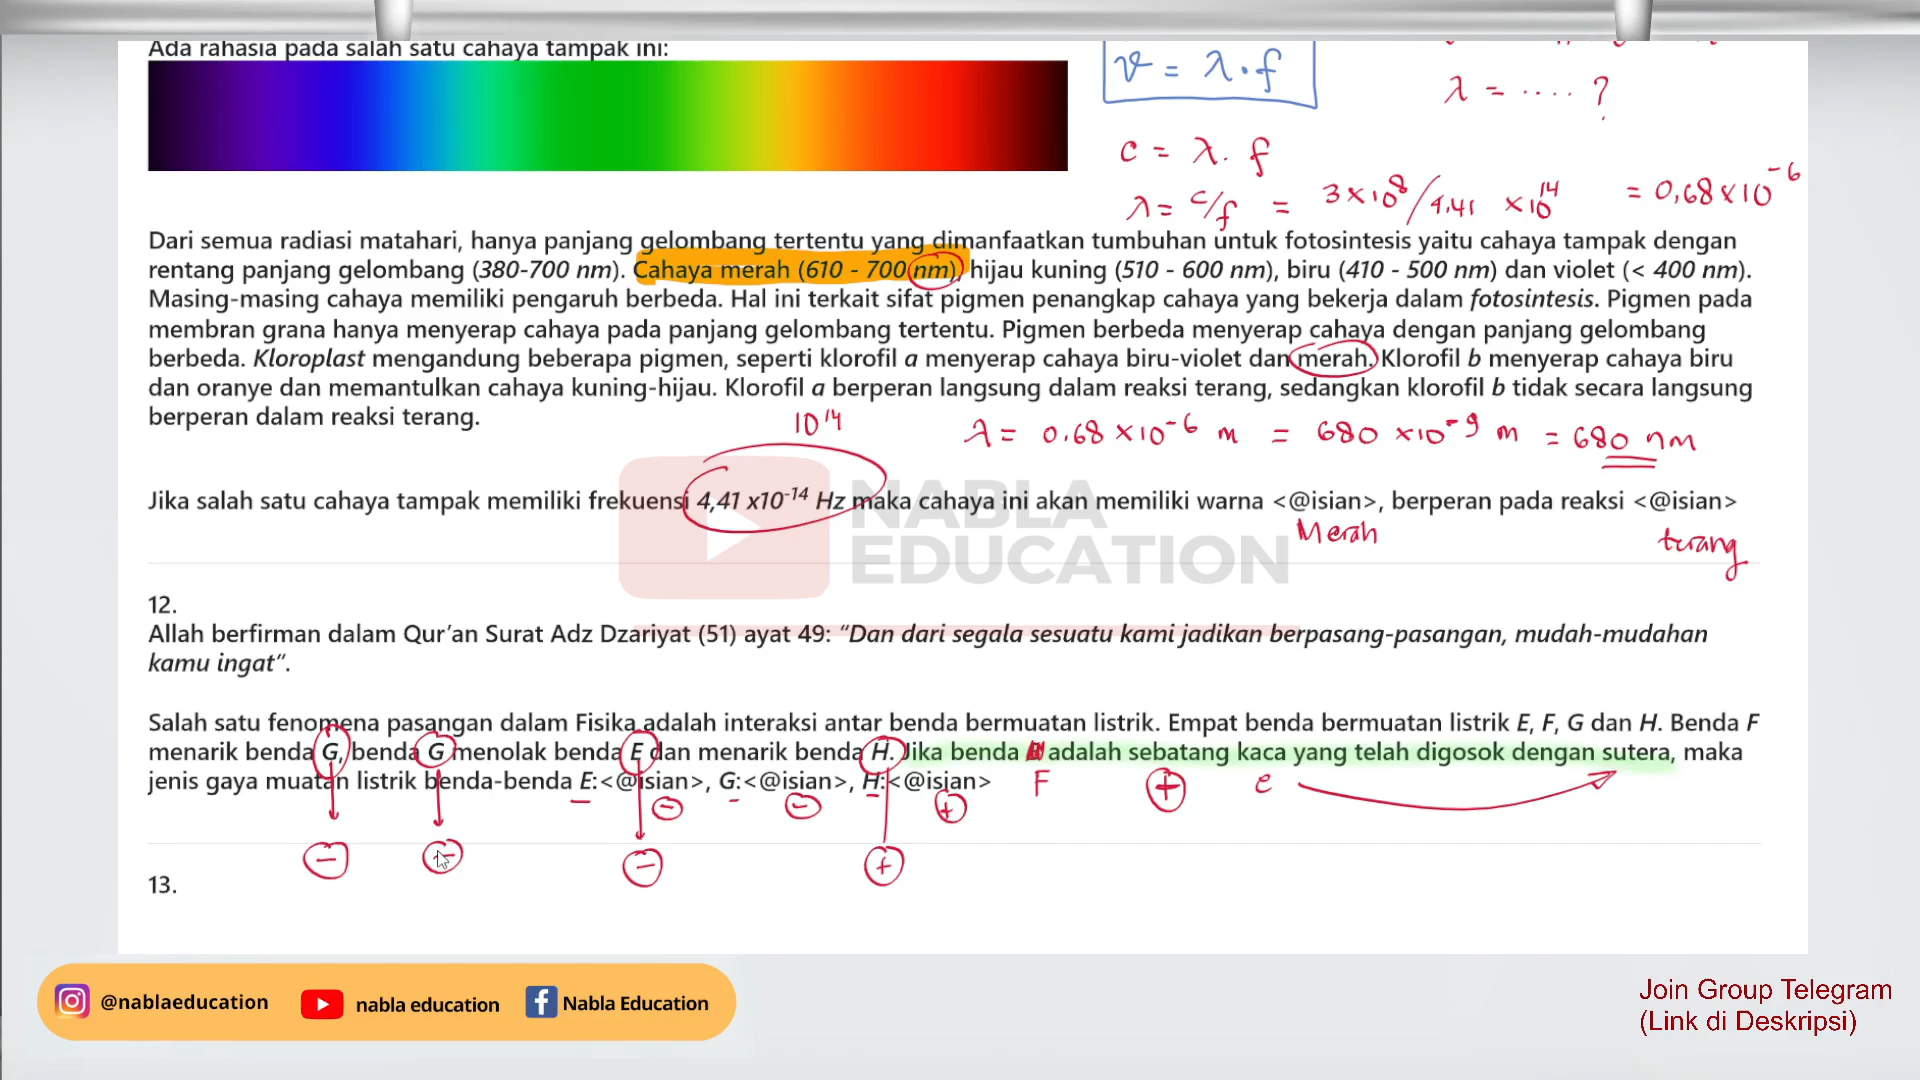 Ada rahasia pada salah satu cahaya tampak ini:
v = λ . f
λ = .... ?
c = λ . f
λ = c/f = 3 x 10⁸ / 4,41 x 10¹⁴ = 0,68 x 10⁻⁶
Dari semua radiasi matahari, hanya panjang gelombang tertentu yang dimanfaatkan tumbuhan untuk fotosintesis yaitu cahaya tampak dengan
rentang panjang gelombang (380-700 nm). Cahaya merah (610 - 700 nm), hijau kuning (510 - 600 nm), biru (410 - 500 nm) dan violet (< 400 nm).
Masing-masing cahaya memiliki pengaruh berbeda. Hal ini terkait sifat pigmen penangkap cahaya yang bekerja dalam fotosintesis. Pigmen pada
membran grana hanya menyerap cahaya pada panjang gelombang tertentu. Pigmen berbeda menyerap cahaya dengan panjang gelombang
berbeda. Kloroplast mengandung beberapa pigmen, seperti klorofil a menyerap cahaya biru-violet dan merah. Klorofil b menyerap cahaya biru
dan oranye dan memantulkan cahaya kuning-hijau. Klorofil a berperan langsung dalam reaksi terang, sedangkan klorofil b tidak secara langsung
berperan dalam reaksi terang.
10¹⁴
λ = 0.68 x 10⁻⁶ m = 680 x 10⁻⁹ m = 680 nm
Jika salah satu cahaya tampak memiliki frekuensi 4,41 x10⁻¹⁴ Hz maka cahaya ini akan memiliki warna <@isian>, berperan pada reaksi <@isian>
Merah terang
NABLA
EDUCATION
12.
Allah berfirman dalam Qur'an Surat Adz Dzariyat (51) ayat 49: "Dan dari segala sesuatu kami jadikan berpasang-pasangan, mudah-mudahan
kamu ingat".
Salah satu fenomena pasangan dalam Fisika adalah interaksi antar benda bermuatan listrik. Empat benda bermuatan listrik E, F, G dan H. Benda F
menarik benda G, benda G menolak benda E dan menarik benda H. Jika benda adalah sebatang kaca yang telah digosok dengan sutera, maka
jenis gaya muatan listrik benda-benda E:<@isian>, G:<@isian>, H:<@isian>
F + e
- - +
- - - +
13.
@nablaeducation
nabla education
Nabla Education
Join Group Telegram
(Link di Deskripsi)